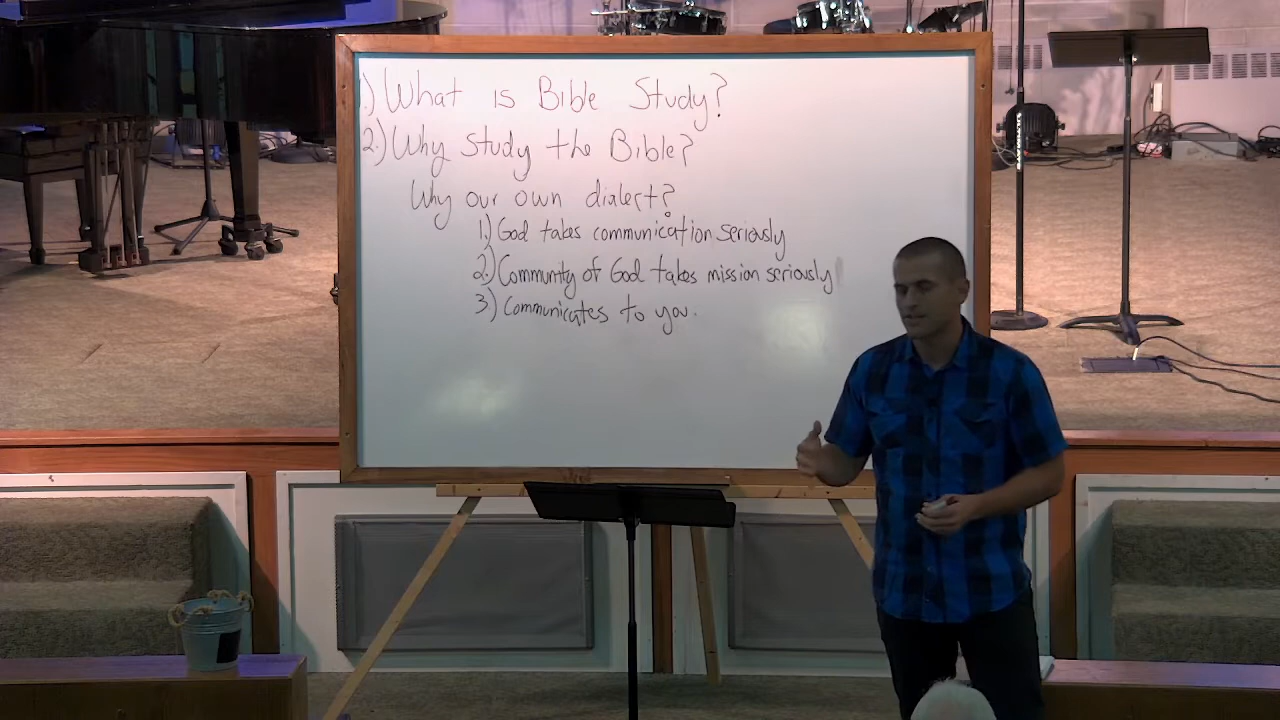 1.) What is Bible Study?
2.) Why study the Bible?
Why our own dialect?
1.) God takes communication seriously
2.) Community of God takes mission seriously
3.) Communicates to you.